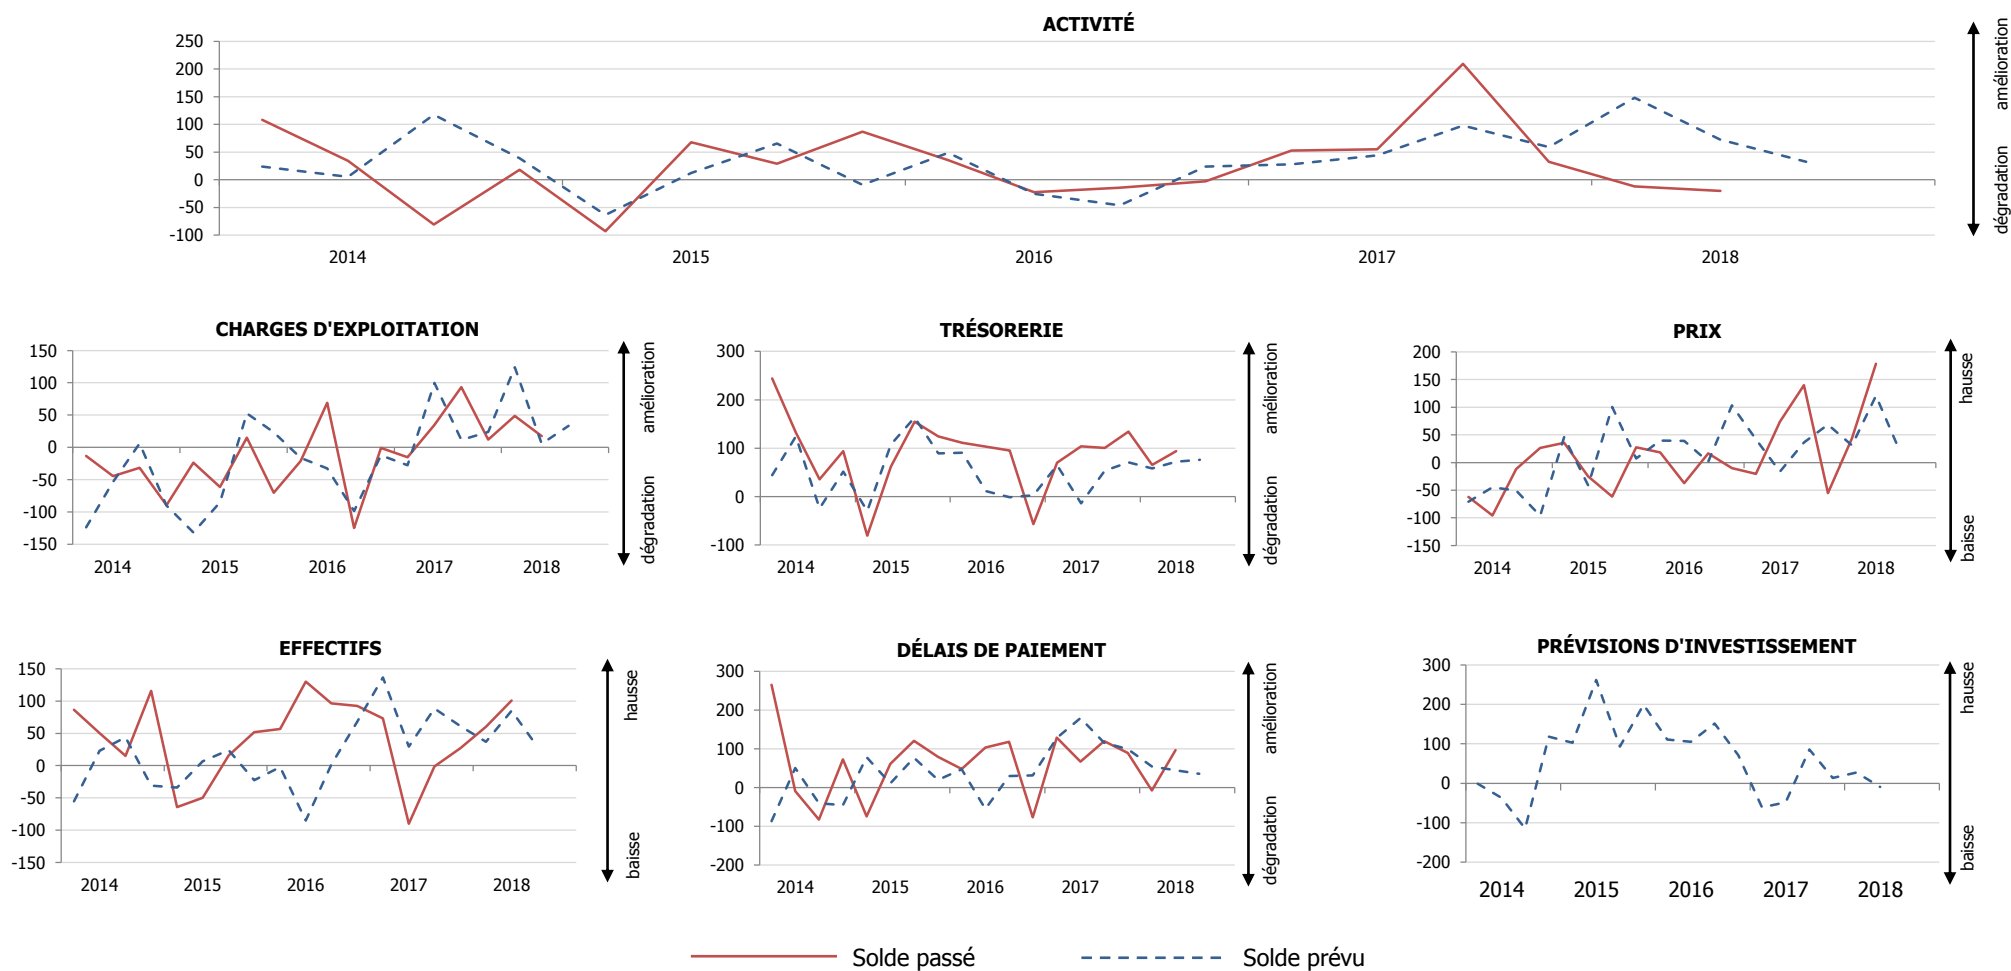 ACTIVITÉ
250
200
150
100
50
0
-50
-100
2014 2015 2016 2017 2018
amélioration
dégradation
CHARGES D'EXPLOITATION
150
100
50
0
-50
-100
-150
2014 2015 2016 2017 2018
amélioration
dégradation
TRÉSORERIE
300
200
100
0
-100
2014 2015 2016 2017 2018
amélioration
dégradation
PRIX
200
150
100
50
0
-50
-100
-150
2014 2015 2016 2017 2018
hausse
baisse
EFFECTIFS
150
100
50
0
-50
-100
-150
2014 2015 2016 2017 2018
hausse
baisse
DÉLAIS DE PAIEMENT
300
200
100
0
-100
-200
2014 2015 2016 2017 2018
amélioration
dégradation
PRÉVISIONS D'INVESTISSEMENT
300
200
100
0
-100
-200
2014 2015 2016 2017 2018
hausse
baisse
Solde passé
Solde prévu